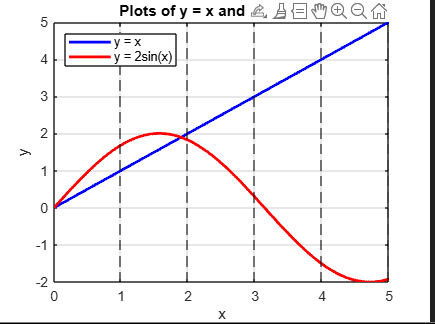 Plots of y = x and
y = x
y = 2sin(x)
5
4
3
2
1
0
-1
-2
y
0 1 2 3 4 5
x